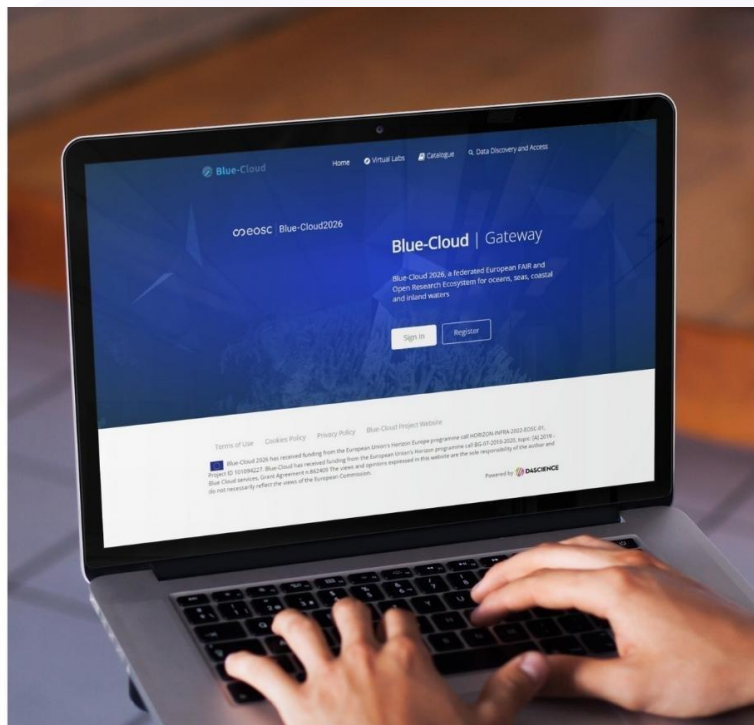 Blue-Cloud
Home Virtual Labs Catalogue Data Discovery and Access
eosc | Blue-Cloud2026
Blue-Cloud | Gateway
Blue-Cloud 2026, a federated European FAIR and
Open Research Ecosystem for oceans, seas, coastal
and inland waters
Sign In Register
Terms of Use Cookies Policy Privacy Policy Blue-Cloud Project Website
Blue-Cloud 2026 has received funding from the European Union's Horizon Europe programme call HORIZON-INFRA-2022-EOSC-01,
Project ID 101094227. Blue-Cloud has received funding from the European Union's Horizon programme call BG-07-2019-2020, topic: [A] 2019 -
Blue Cloud services, Grant Agreement n.862409. The views and opinions expressed in this website are the sole responsibility of the author and
do not necessarily reflect the views of the European Commission.
Powered by D4SCIENCE